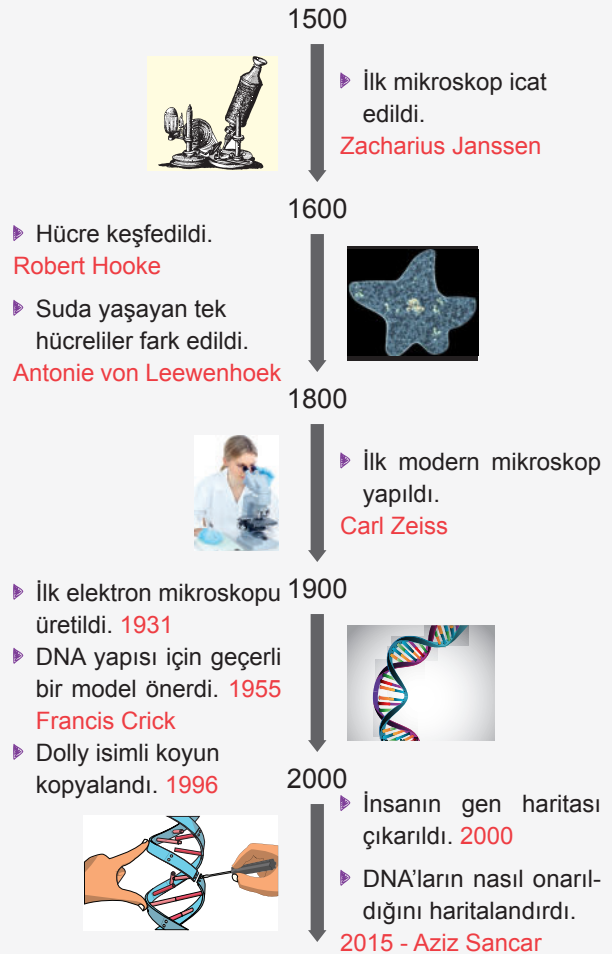 1500
İlk mikroskop icat
edildi.
Zacharius Janssen
1600
Hücre keşfedildi.
Robert Hooke
Suda yaşayan tek
hücreliler fark edildi.
Antonie von Leewenhoek
1800
İlk modern mikroskop
yapıldı.
Carl Zeiss
1900
İlk elektron mikroskopu
üretildi. 1931
DNA yapısı için geçerli
bir model önerdi. 1955
Francis Crick
Dolly isimli koyun
kopyalandı. 1996
2000
İnsanın gen haritası
çıkarıldı. 2000
DNA'ların nasıl onarıl-
dığını haritalandırdı.
2015 - Aziz Sancar